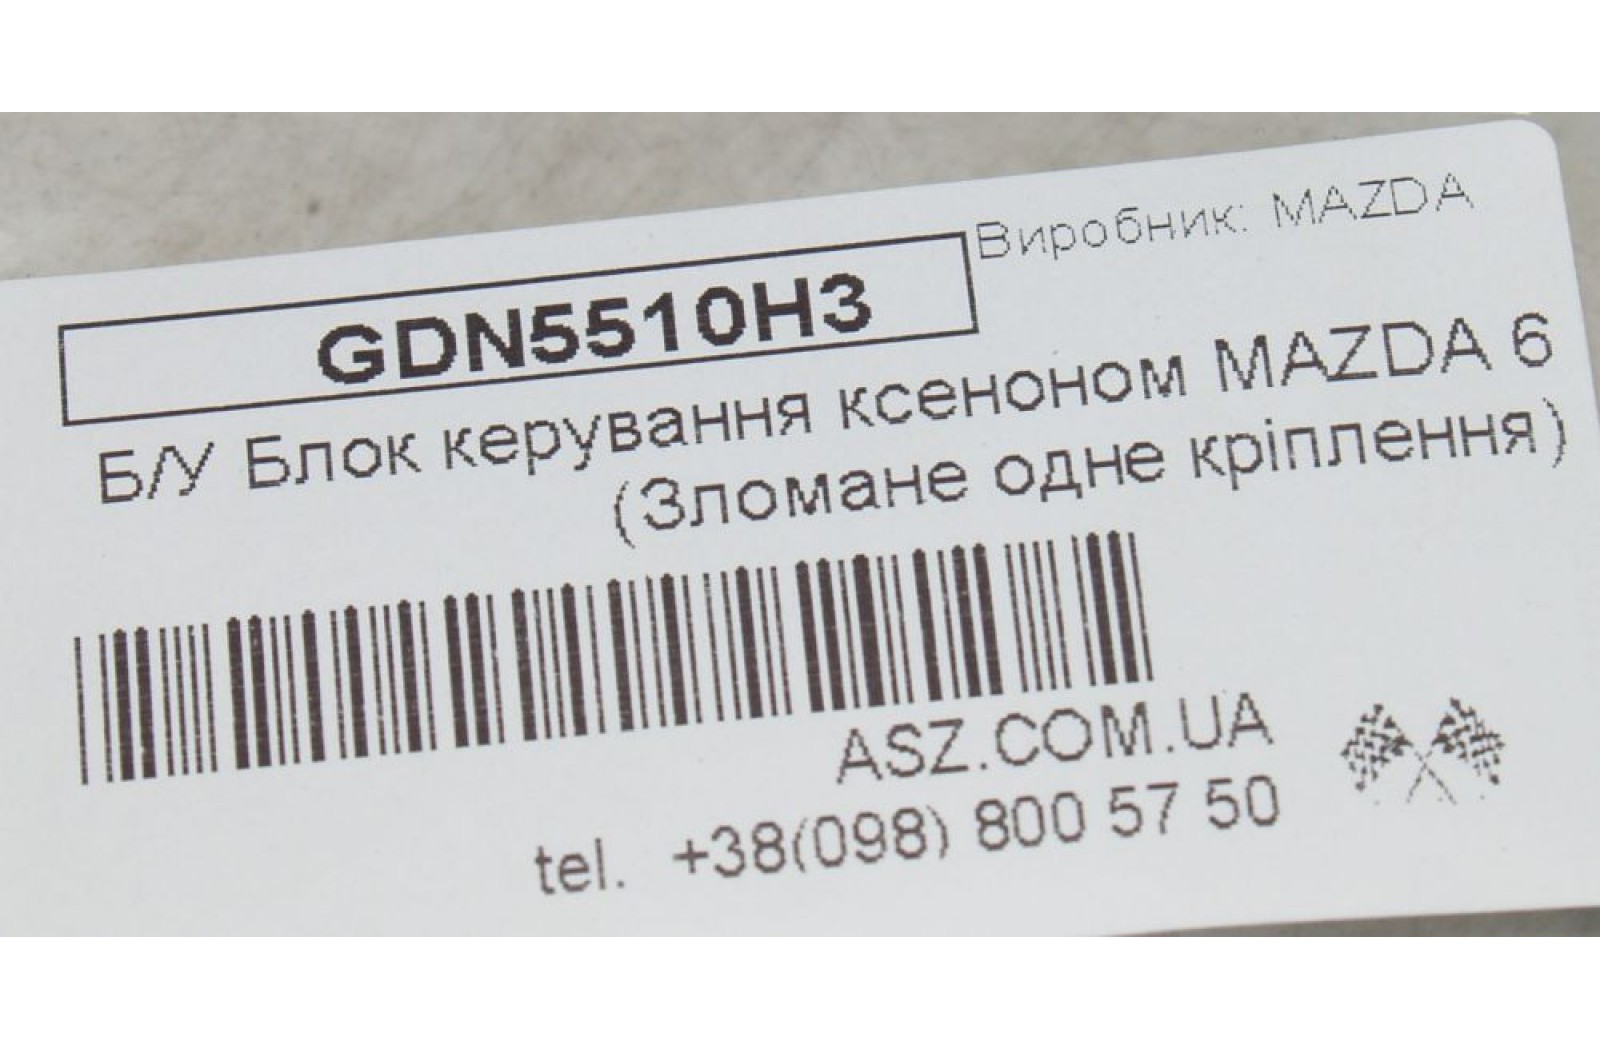 Виробник: MAZDA
GDN5510H3
Б/У Блок керування ксеноном MAZDA 6
(Зломане одне кріплення)
ASZ.COM.UA
tel. +38(098) 800 57 50